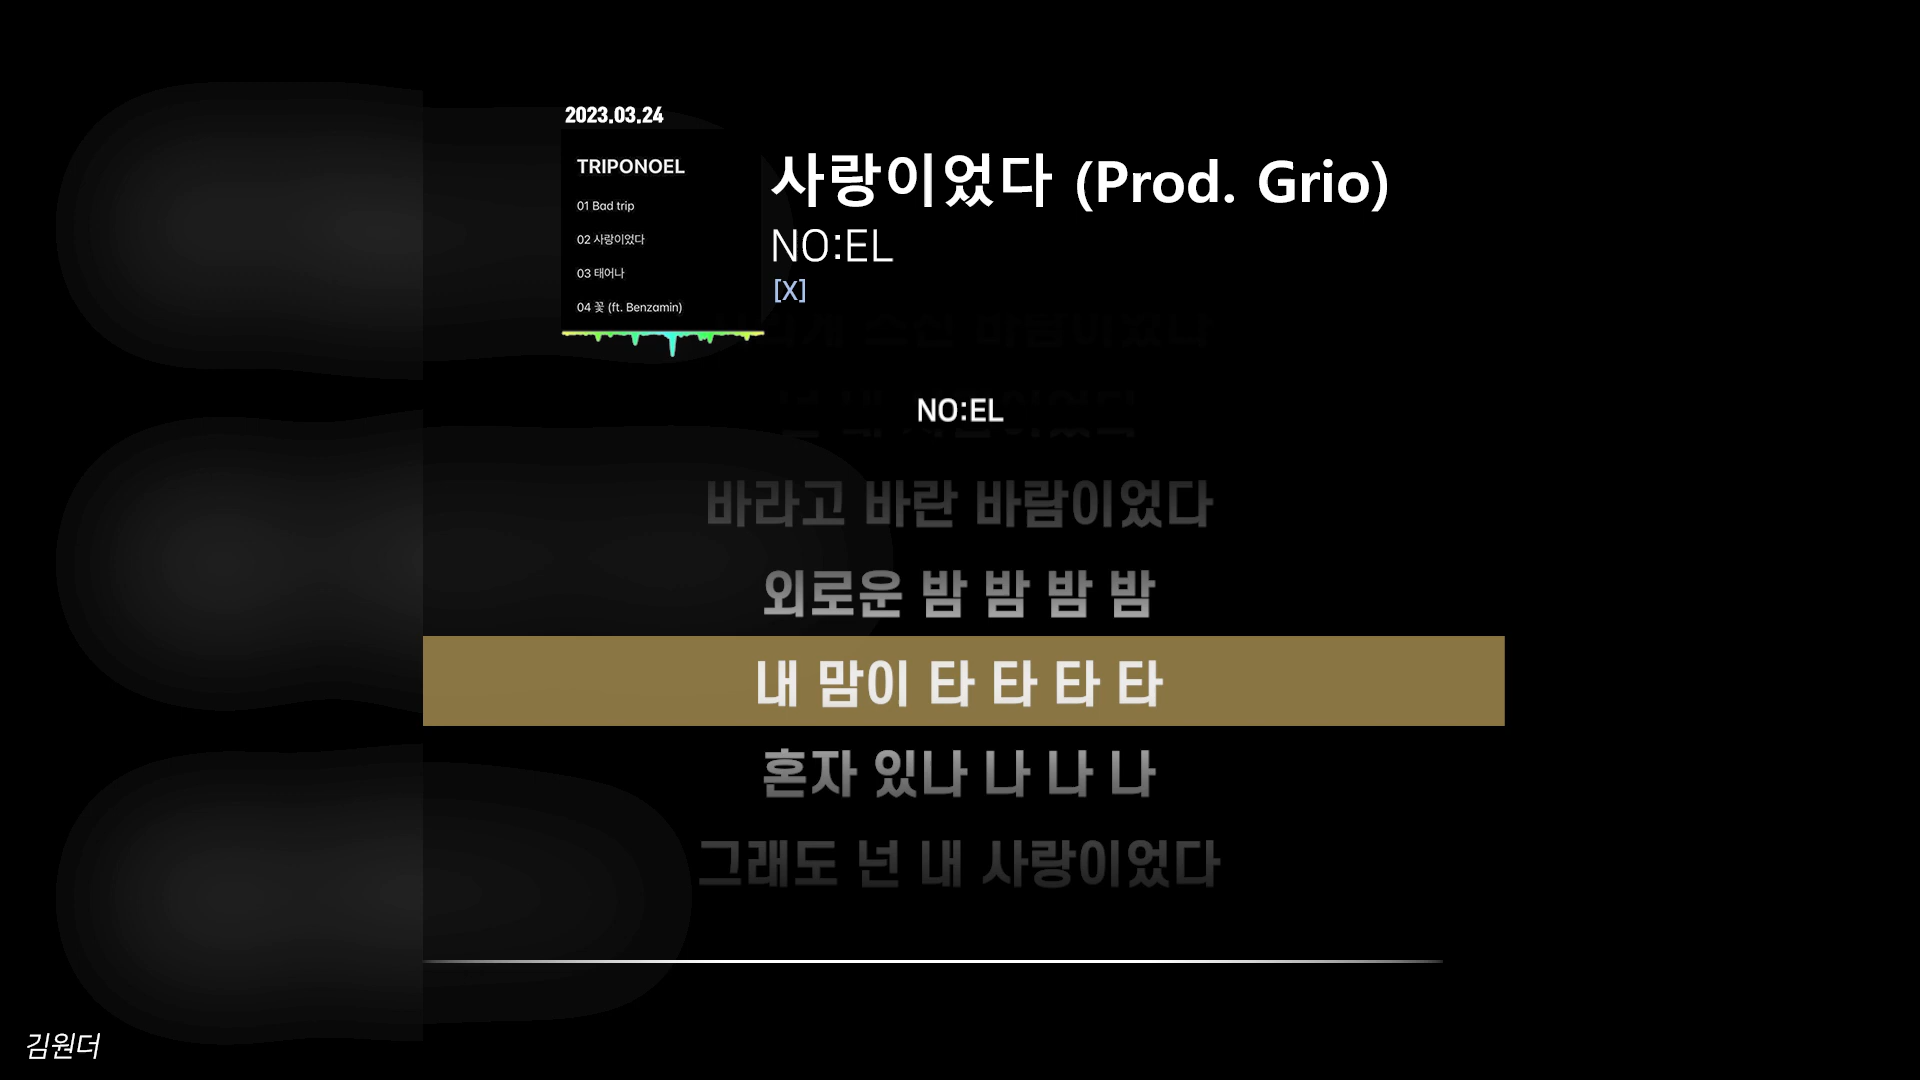 2023.03.24
TRIPONOEL
01 Bad trip
02 사랑이었다
03 태어나
04 꽃 (ft. Benzamin)
사랑이었다 (Prod. Grio)
NO:EL
[X]
NO:EL
바라고 바란 바람이었다
외로운 밤 밤 밤 밤
내 맘이 타 타 타 타
혼자 있나 나 나 나
그래도 넌 내 사랑이었다
김원더